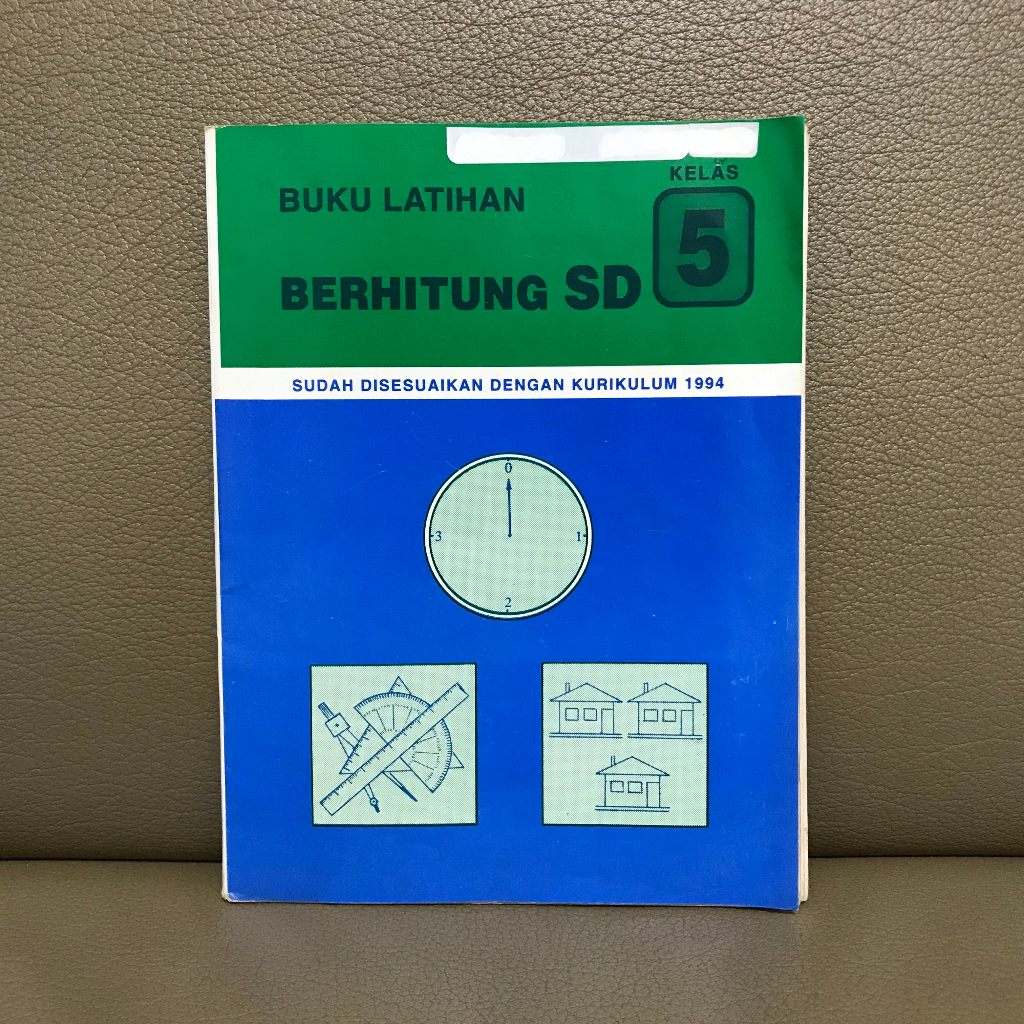 KELAS
BUKU LATIHAN
5
BERHITUNG SD
SUDAH DISESUAIKAN DENGAN KURIKULUM 1994
0
3 1
2